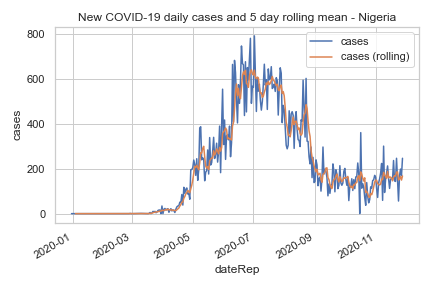 New COVID-19 daily cases and 5 day rolling mean - Nigeria
cases
cases (rolling)
800
600
400
200
0
cases
2020-01
2020-03
2020-05
2020-07
2020-09
2020-11
dateRep